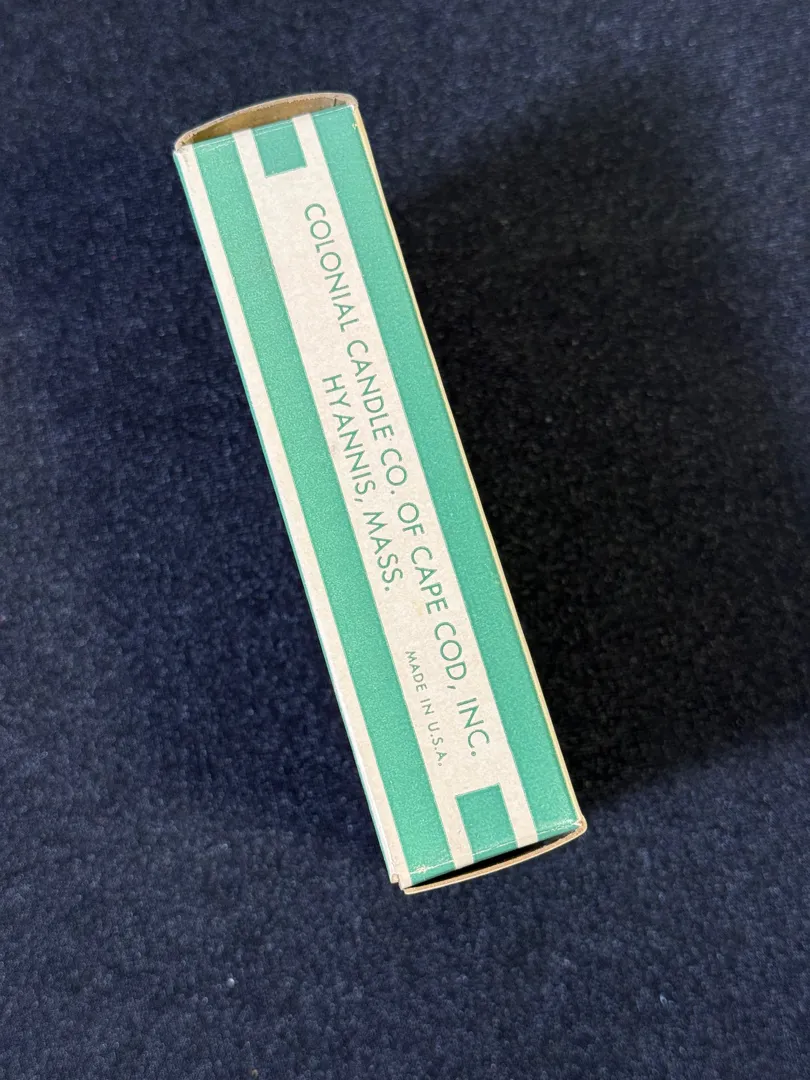 COLONIAL CANDLE CO. OF CAPE COD, INC.
HYANNIS, MASS.
MADE IN U.S.A.